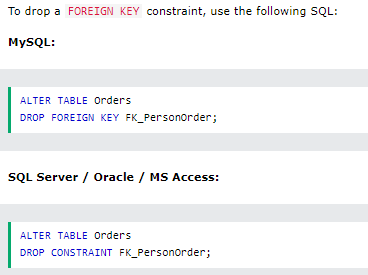 To drop a FOREIGN KEY constraint, use the following SQL:
MySQL:
ALTER TABLE Orders
DROP FOREIGN KEY FK_PersonOrder;
SQL Server / Oracle / MS Access:
ALTER TABLE Orders
DROP CONSTRAINT FK_PersonOrder;